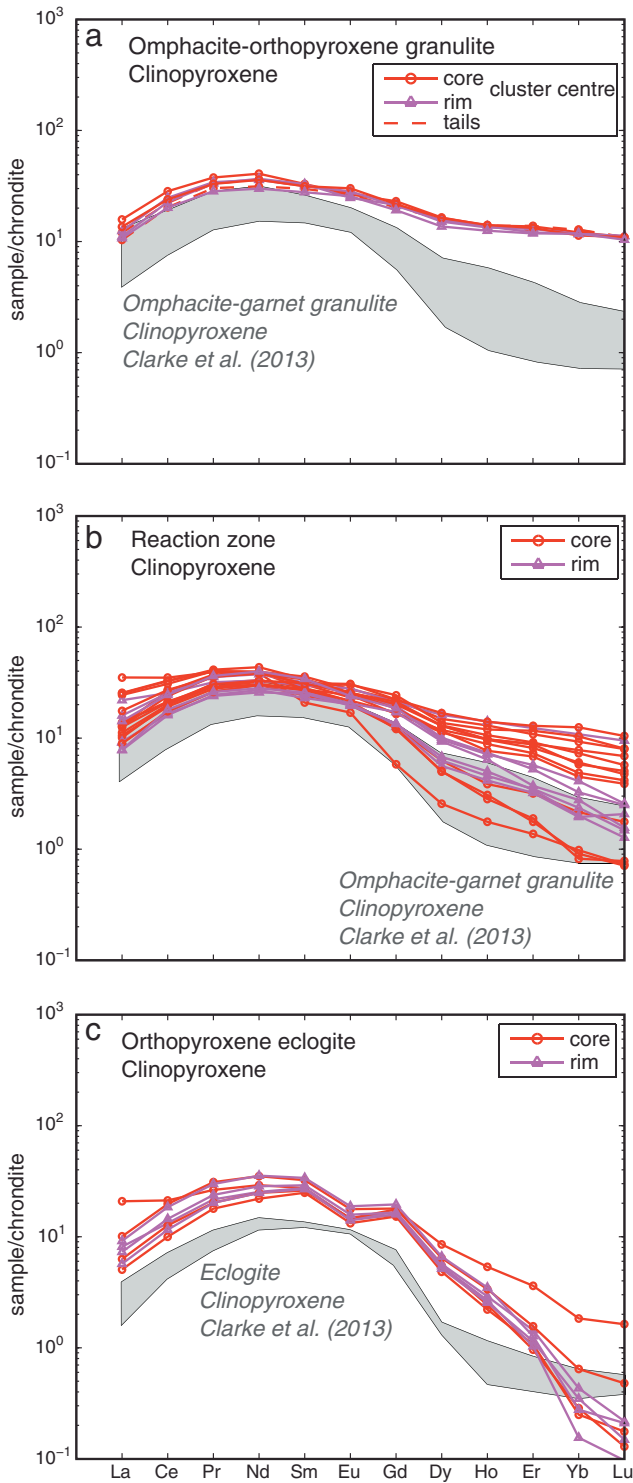 a
Omphacite-orthopyroxene granulite
Clinopyroxene
core
rim
tails
cluster centre
10³
10²
10¹
10⁰
10⁻¹
sample/chrondite
Omphacite-garnet granulite
Clinopyroxene
Clarke et al. (2013)
b
Reaction zone
Clinopyroxene
core
rim
10³
10²
10¹
10⁰
10⁻¹
sample/chrondite
Omphacite-garnet granulite
Clinopyroxene
Clarke et al. (2013)
c
Orthopyroxene eclogite
Clinopyroxene
core
rim
10³
10²
10¹
10⁰
10⁻¹
sample/chrondite
Eclogite
Clinopyroxene
Clarke et al. (2013)
La Ce Pr Nd Sm Eu Gd Dy Ho Er Yb Lu